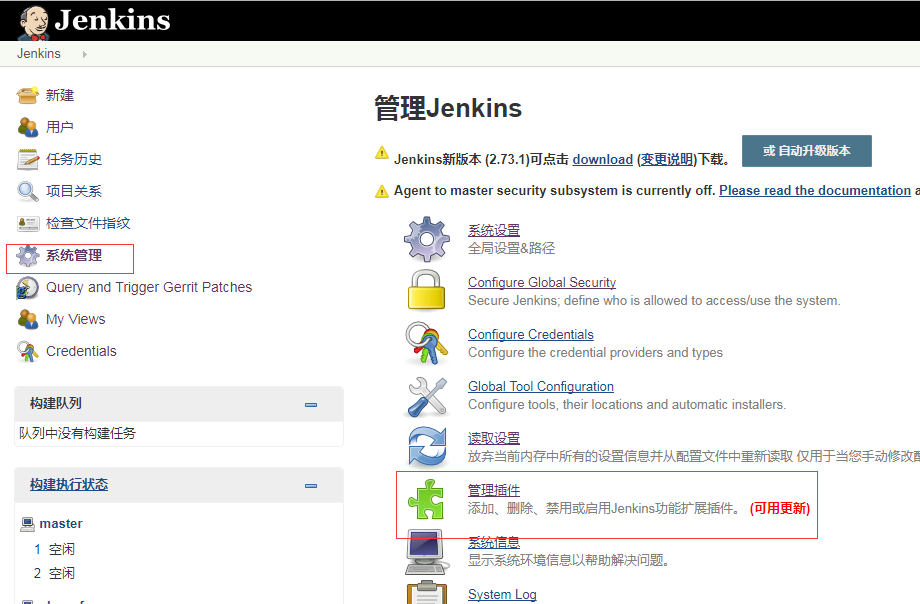 Jenkins
Jenkins
新建
用户
任务历史
项目关系
检查文件指纹
系统管理
Query and Trigger Gerrit Patches
My Views
Credentials
构建队列
队列中没有构建任务
构建执行状态
master
1 空闲
2 空闲
管理Jenkins
Jenkins新版本 (2.73.1)可点击 download (变更说明)下载。
或 自动升级版本
Agent to master security subsystem is currently off. Please read the documentation a
系统设置
全局设置&路径
Configure Global Security
Secure Jenkins; define who is allowed to access/use the system.
Configure Credentials
Configure the credential providers and types
Global Tool Configuration
Configure tools, their locations and automatic installers.
读取设置
放弃当前内存中所有的设置信息并从配置文件中重新读取 仅用于当您手动修改配
管理插件
添加、删除、禁用或启用Jenkins功能扩展插件。 (可用更新)
系统信息
显示系统环境信息以帮助解决问题。
System Log